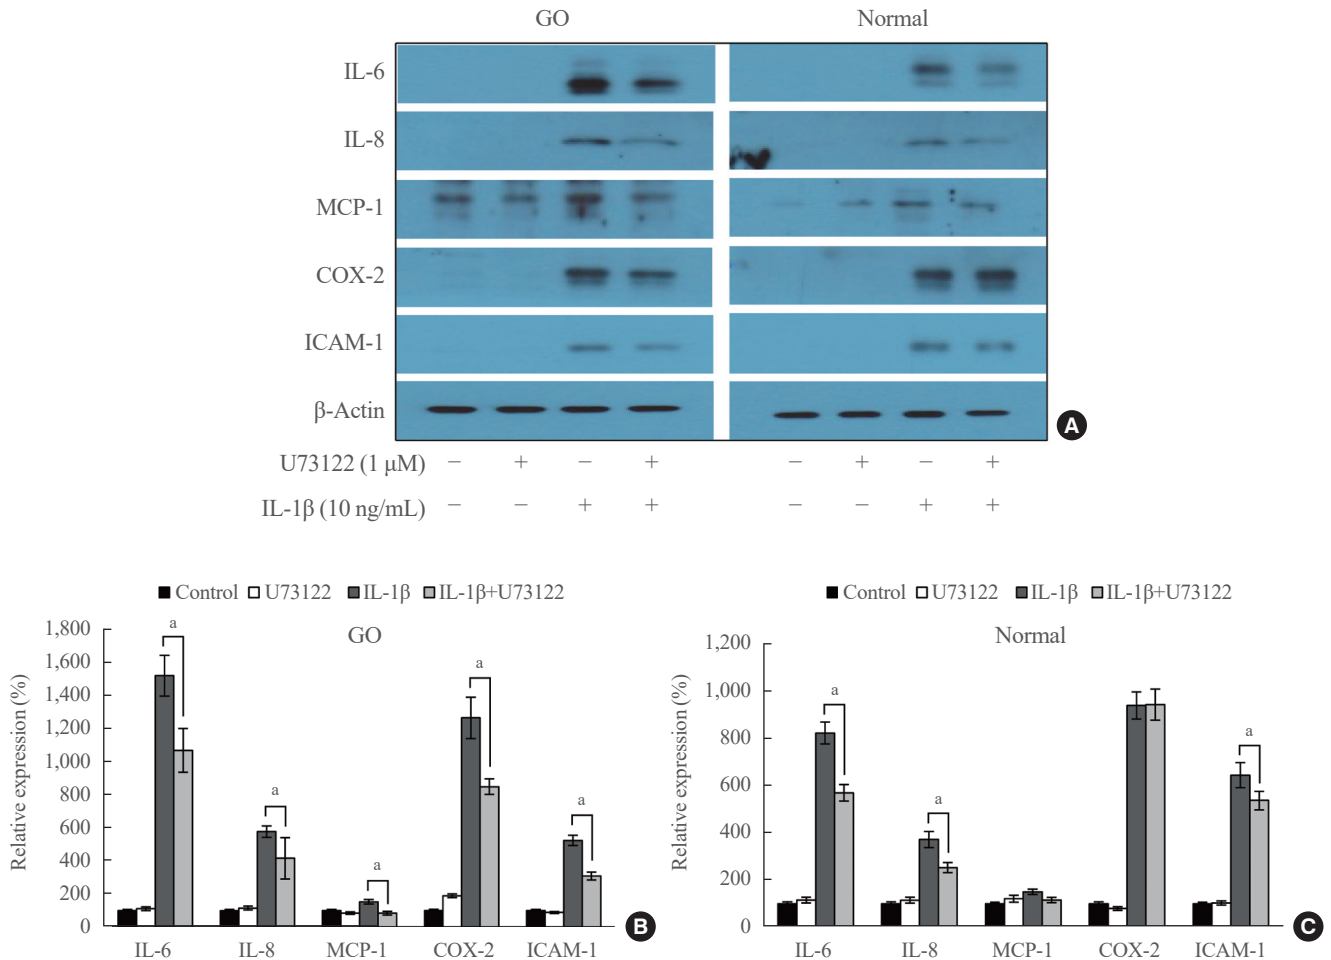 GO Normal
IL-6
IL-8
MCP-1
COX-2
ICAM-1
β-Actin
A
U73122 (1 μM) − + − + − + − +
IL-1β (10 ng/mL) − − + + − − + +
Control U73122 IL-1β IL-1β+U73122
GO
Relative expression (%)
1,800
1,600
1,400
1,200
1,000
800
600
400
200
0
a a a a a
IL-6 IL-8 MCP-1 COX-2 ICAM-1
B
Control U73122 IL-1β IL-1β+U73122
Normal
Relative expression (%)
1,200
1,000
800
600
400
200
0
a a a
IL-6 IL-8 MCP-1 COX-2 ICAM-1
C